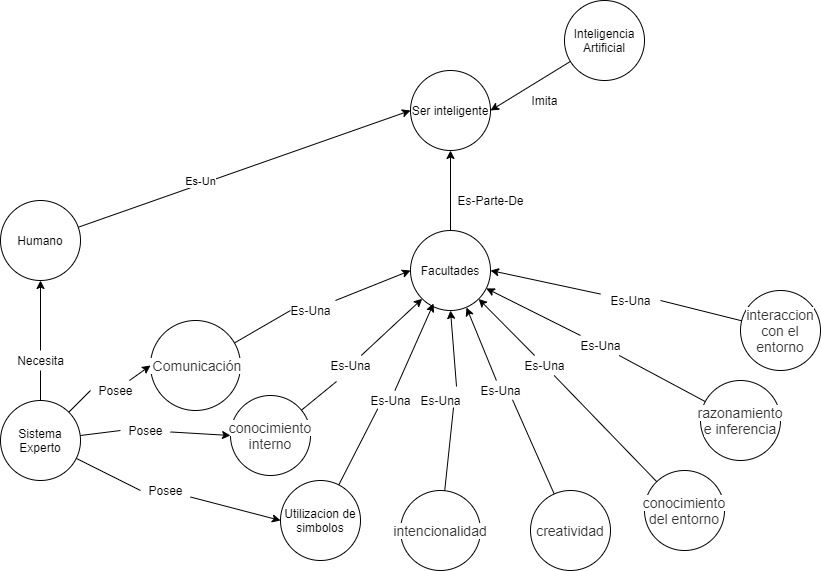 Inteligencia
Artificial
Imita
Ser inteligente
Es-Un
Es-Parte-De
Humano
Facultades
Es-Una
Es-Una
interaccion
con el
entorno
Necesita
Comunicación
Es-Una
Es-Una
Es-Una
Posee
Es-Una
Es-Una
Es-Una
razonamiento
e inferencia
Sistema
Experto
Posee
conocimiento
interno
Posee
Utilizacion de
simbolos
intencionalidad
creatividad
conocimiento
del entorno